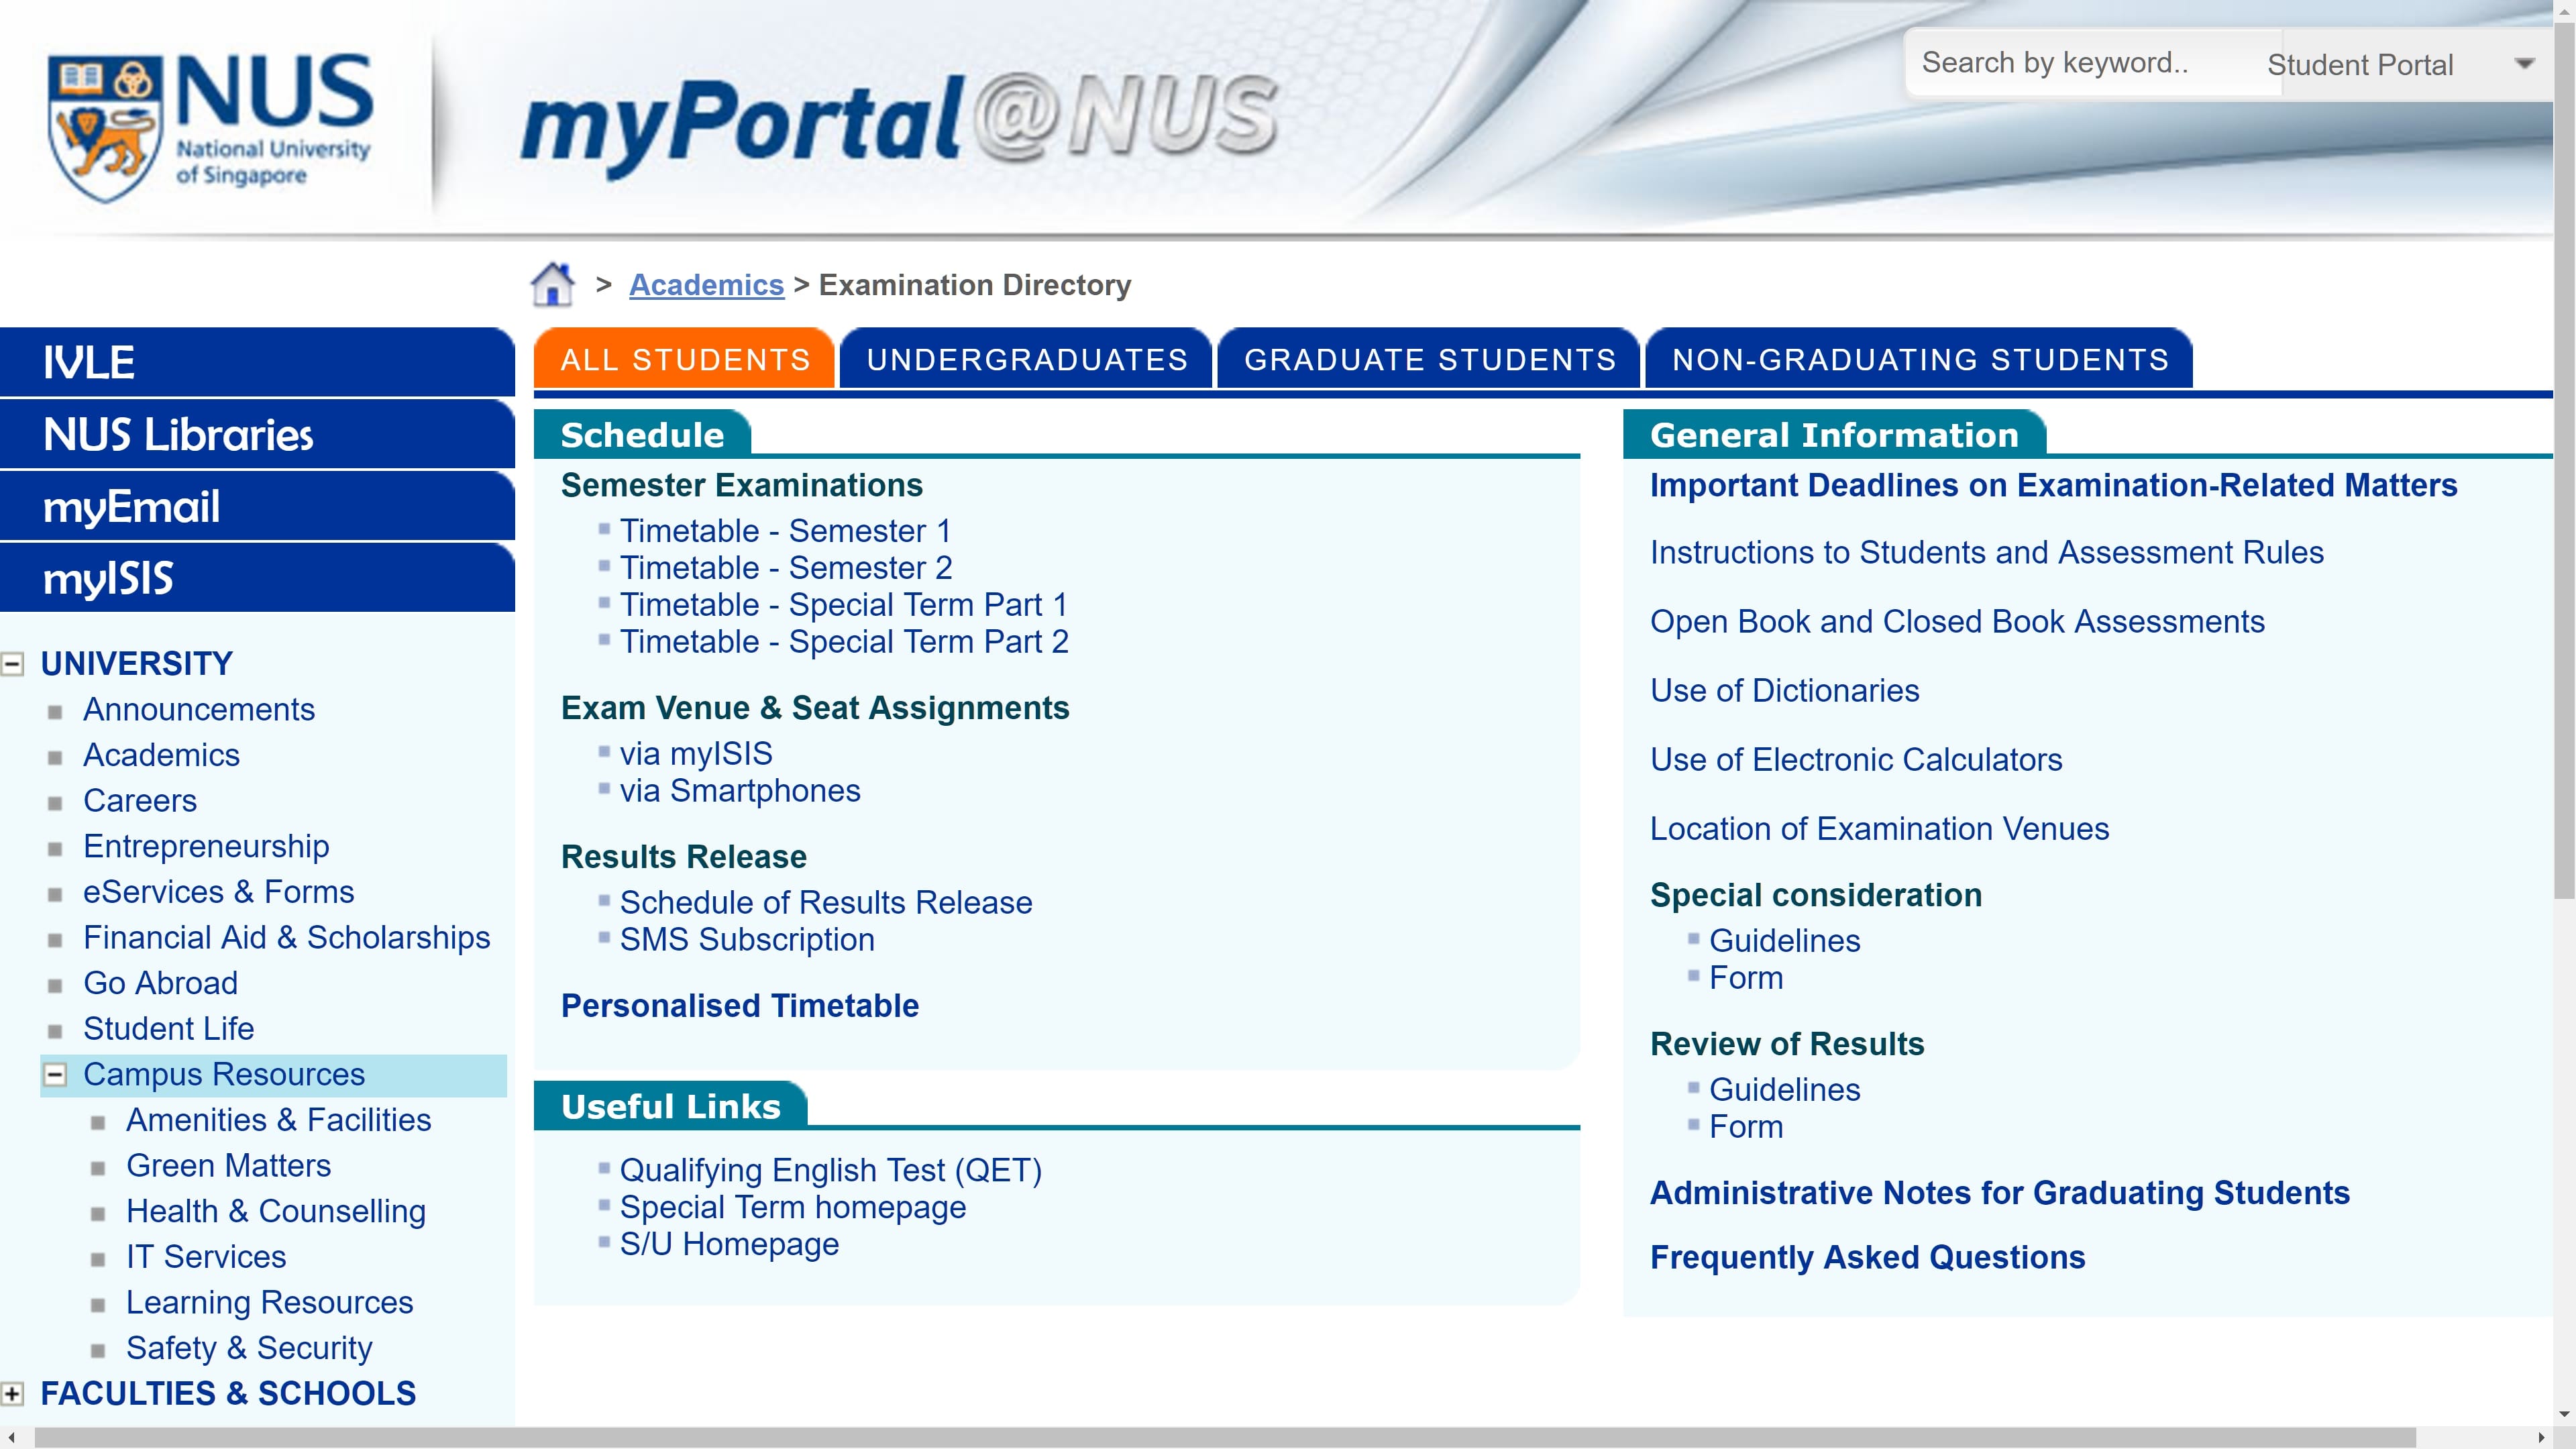 NUS
National University
of Singapore
myPortal@NUS
Search by keyword..
Student Portal
> Academics > Examination Directory
IVLE
NUS Libraries
myEmail
myISIS
UNIVERSITY
Announcements
Academics
Careers
Entrepreneurship
eServices & Forms
Financial Aid & Scholarships
Go Abroad
Student Life
Campus Resources
Amenities & Facilities
Green Matters
Health & Counselling
IT Services
Learning Resources
Safety & Security
FACULTIES & SCHOOLS
ALL STUDENTS
UNDERGRADUATES
GRADUATE STUDENTS
NON-GRADUATING STUDENTS
Schedule
Semester Examinations
Timetable - Semester 1
Timetable - Semester 2
Timetable - Special Term Part 1
Timetable - Special Term Part 2
Exam Venue & Seat Assignments
via myISIS
via Smartphones
Results Release
Schedule of Results Release
SMS Subscription
Personalised Timetable
Useful Links
Qualifying English Test (QET)
Special Term homepage
S/U Homepage
General Information
Important Deadlines on Examination-Related Matters
Instructions to Students and Assessment Rules
Open Book and Closed Book Assessments
Use of Dictionaries
Use of Electronic Calculators
Location of Examination Venues
Special consideration
Guidelines
Form
Review of Results
Guidelines
Form
Administrative Notes for Graduating Students
Frequently Asked Questions